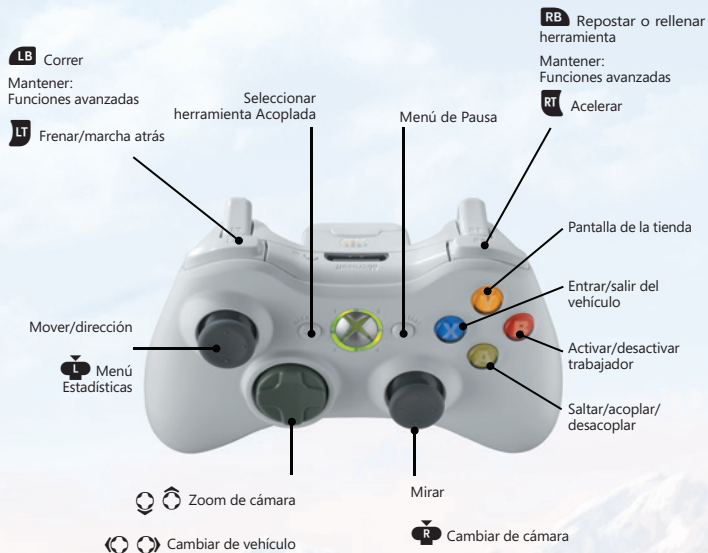 RB Repostar o rellenar
herramienta
Mantener:
Funciones avanzadas
RT Acelerar
LB Correr
Mantener:
Funciones avanzadas
LT Frenar/marcha atrás
Seleccionar
herramienta Acoplada
Menú de Pausa
Pantalla de la tienda
Entrar/salir del
vehículo
Activar/desactivar
trabajador
Saltar/acoplar/
desacoplar
Mover/dirección
L Menú
Estadísticas
Y
X
B
A
Microsoft
Zoom de cámara
Cambiar de vehículo
Mirar
R Cambiar de cámara